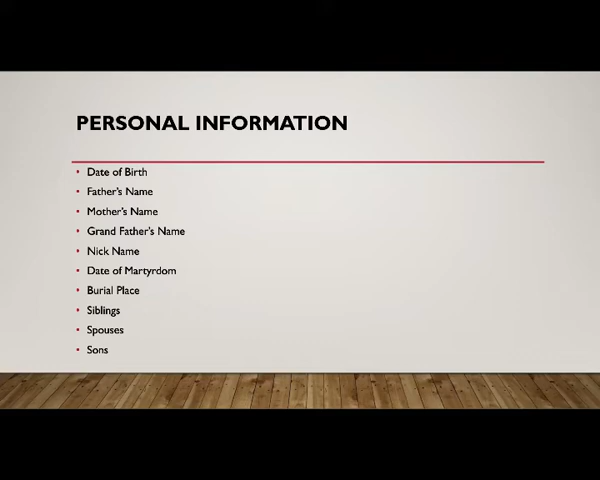 PERSONAL INFORMATION
• Date of Birth
• Father's Name
• Mother's Name
• Grand Father's Name
• Nick Name
• Date of Martyrdom
• Burial Place
• Siblings
• Spouses
• Sons